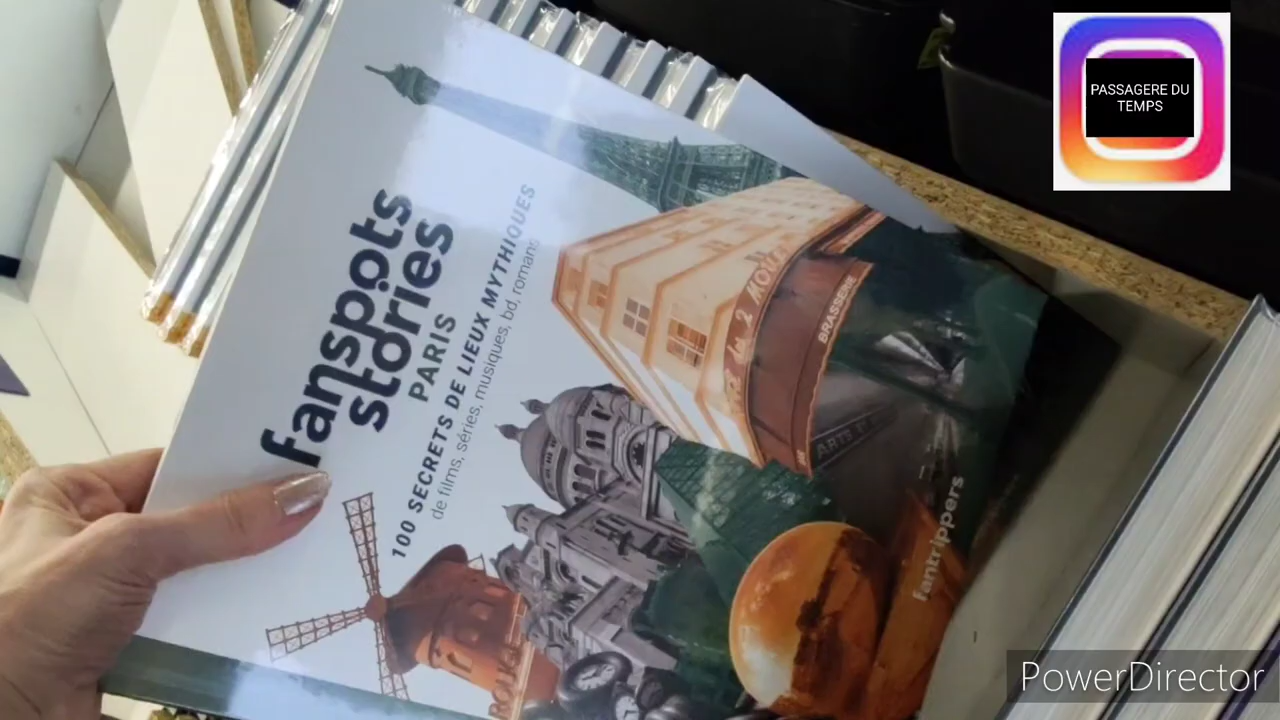 PASSAGERE DU
TEMPS
fanspots
stories
PARIS
100 SECRETS DE LIEUX MYTHIQUES
de films, séries, musiques, bd, romans
BRASSERIE
ARTS
fantrippers
PowerDirector